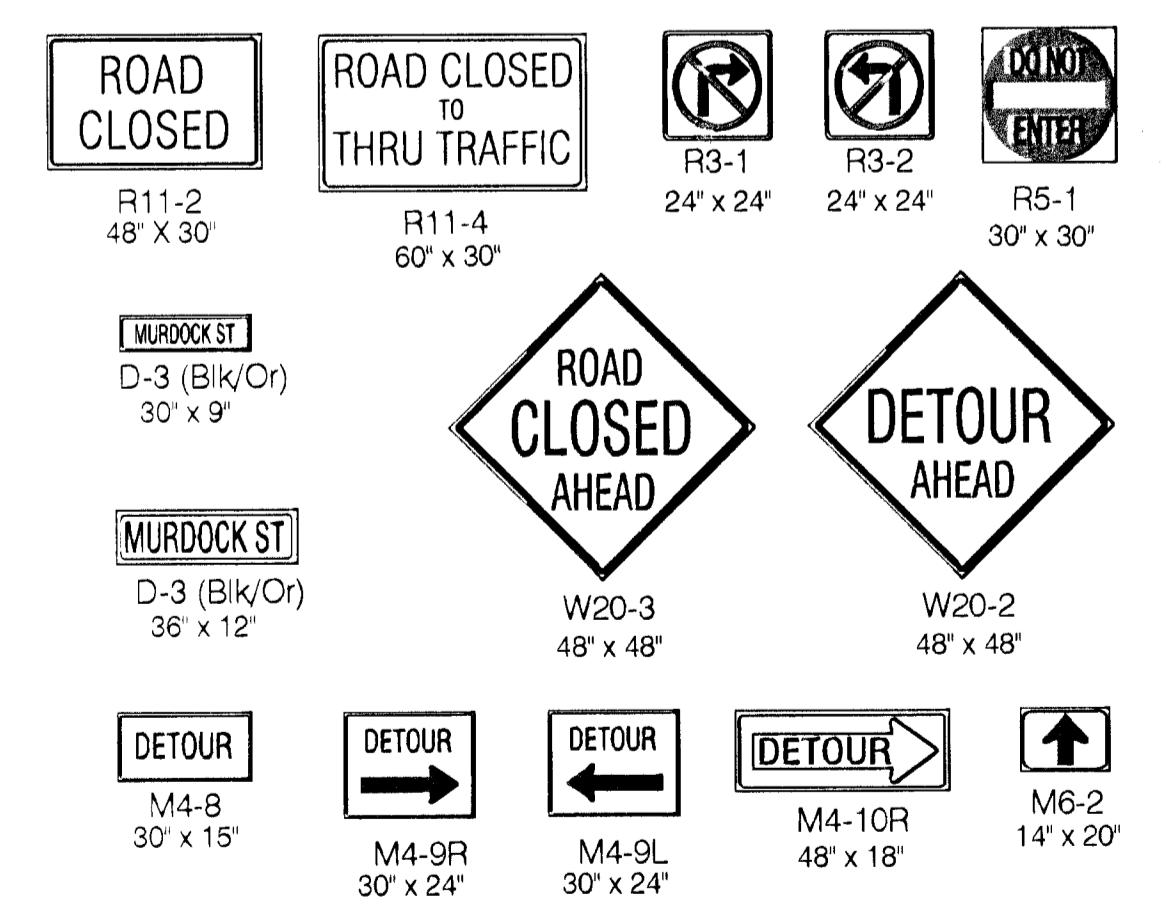 ROAD
CLOSED
R11-2
48" X 30"
ROAD CLOSED
TO
THRU TRAFFIC
R11-4
60" x 30"
R3-1
24" x 24"
R3-2
24" x 24"
DO NOT
ENTER
R5-1
30" x 30"
MURDOCK ST
D-3 (Blk/Or)
30" x 9"
ROAD
CLOSED
AHEAD
W20-3
48" x 48"
DETOUR
AHEAD
W20-2
48" x 48"
MURDOCK ST
D-3 (Blk/Or)
36" x 12"
DETOUR
M4-8
30" x 15"
DETOUR
M4-9R
30" x 24"
DETOUR
M4-9L
30" x 24"
DETOUR
M4-10R
48" x 18"
M6-2
14" x 20"